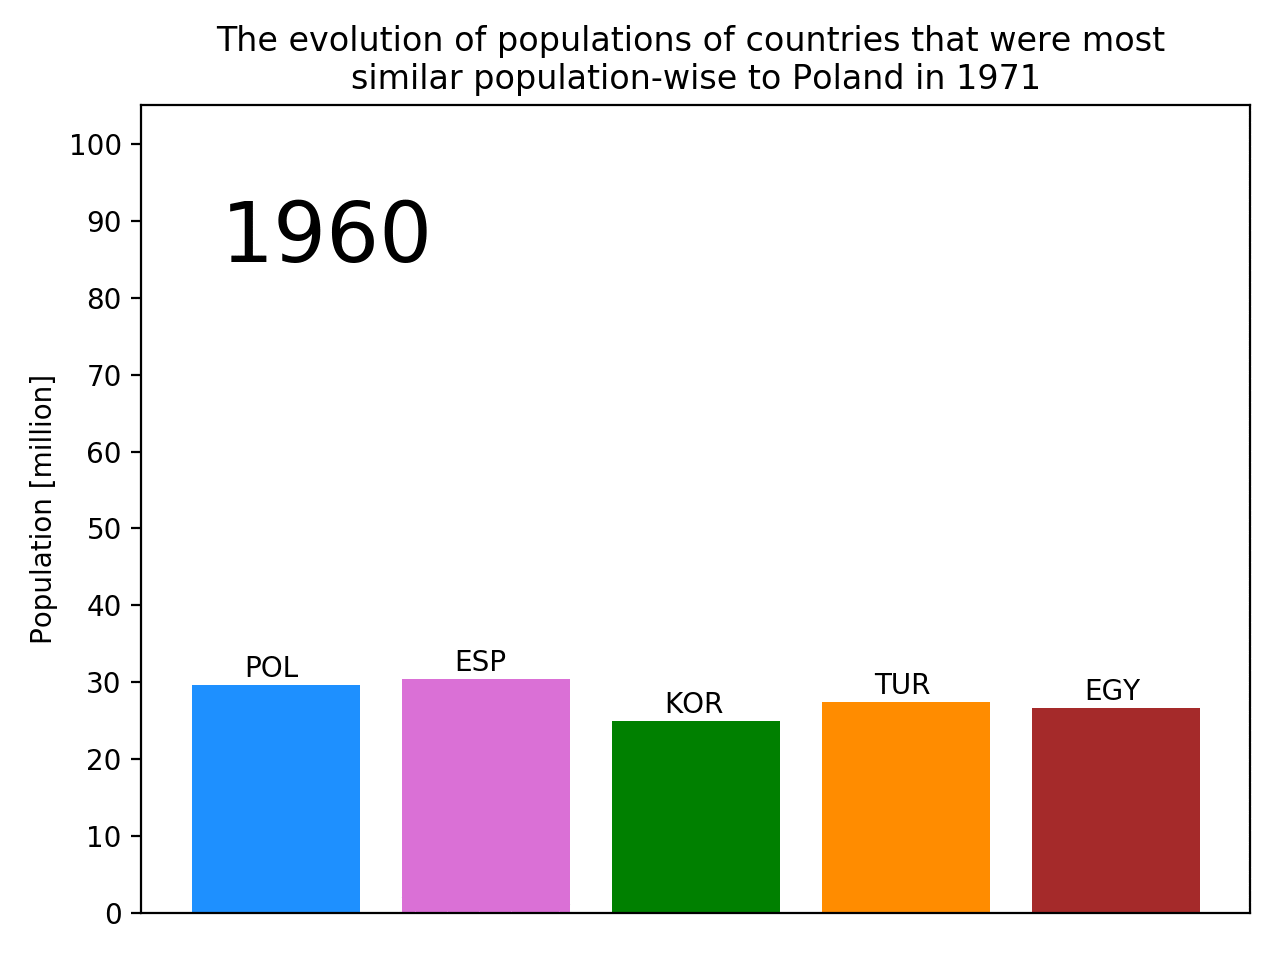 The evolution of populations of countries that were most
similar population-wise to Poland in 1971
1960
Population [million]
100
90
80
70
60
50
40
30
20
10
0
POL
ESP
KOR
TUR
EGY